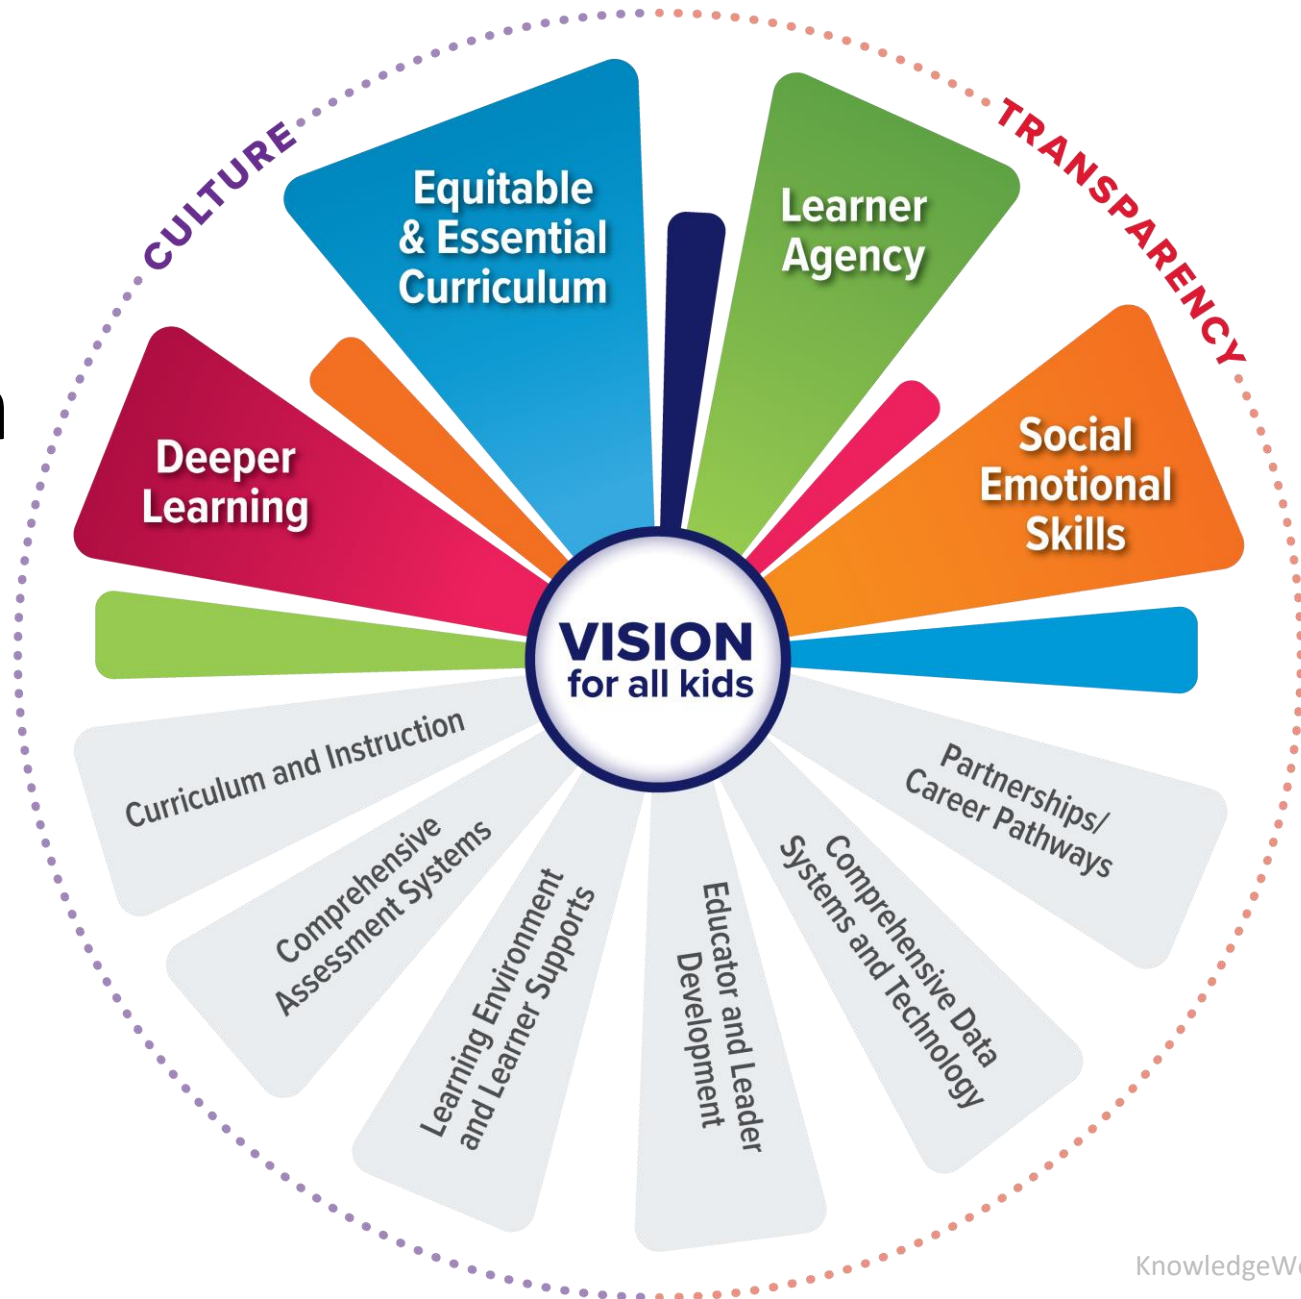 CULTURE
TRANSPARENCY
Equitable
& Essential
Curriculum
Learner
Agency
Deeper
Learning
Social
Emotional
Skills
VISION
for all kids
Curriculum and Instruction
Comprehensive
Assessment Systems
Learning Environment
and Learner Supports
Educator and Leader
Development
Comprehensive Data
Systems and Technology
Partnerships/
Career Pathways